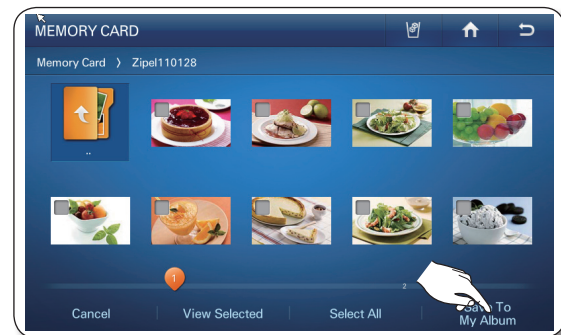 MEMORY CARD
Memory Card > Zipel110128
..
1
2
Cancel
View Selected
Select All
Save To
My Album